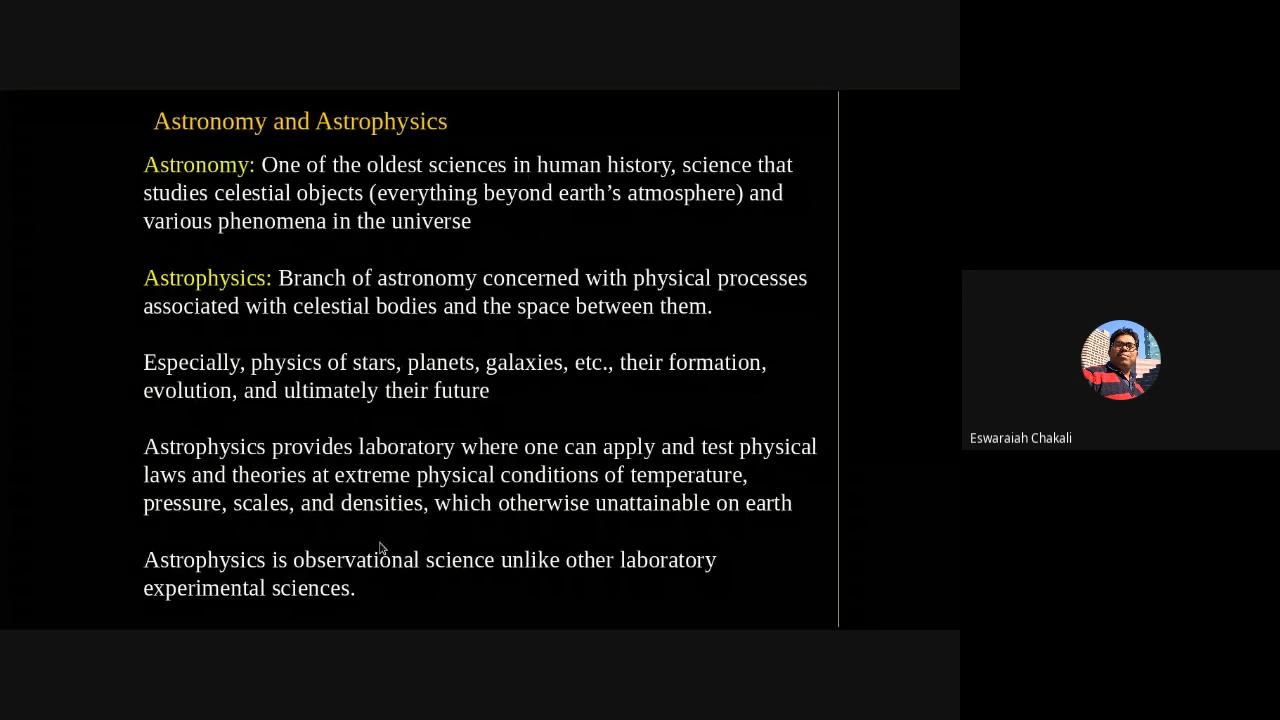 Astronomy and Astrophysics
Astronomy: One of the oldest sciences in human history, science that
studies celestial objects (everything beyond earth’s atmosphere) and
various phenomena in the universe
Astrophysics: Branch of astronomy concerned with physical processes
associated with celestial bodies and the space between them.
Especially, physics of stars, planets, galaxies, etc., their formation,
evolution, and ultimately their future
Astrophysics provides laboratory where one can apply and test physical
laws and theories at extreme physical conditions of temperature,
pressure, scales, and densities, which otherwise unattainable on earth
Astrophysics is observational science unlike other laboratory
experimental sciences.
Eswaraiah Chakali